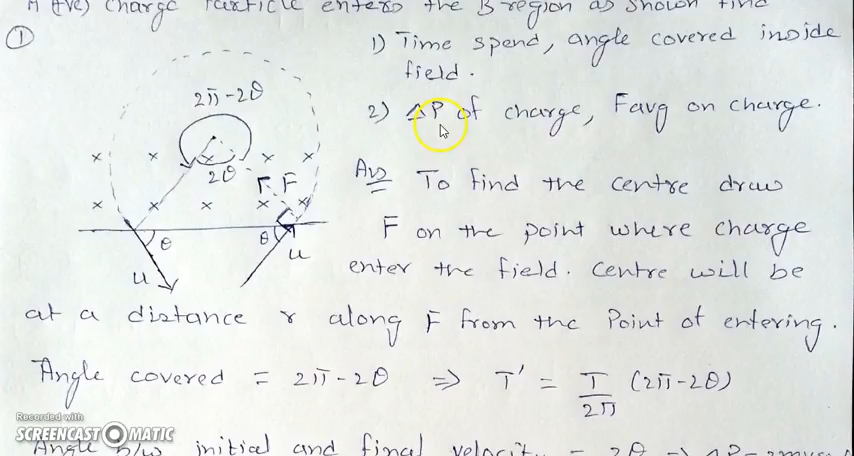 A (+ve) charge Particle enters the B region as shown find
①
1) Time spend, angle covered inside
field.
2) ΔP of charge, Favg on charge.
2π-2θ
2θ
r
F
θ
θ
u
u
Ans To find the centre draw
F on the point where charge
enter the field. Centre will be
at a distance r along F from the Point of entering.
Angle covered = 2π-2θ ⇒ T' = T/2π (2π-2θ)
Recorded with
SCREENCAST O MATIC
Angle b/w initial and final velocity = 2θ ⇒ ΔP=